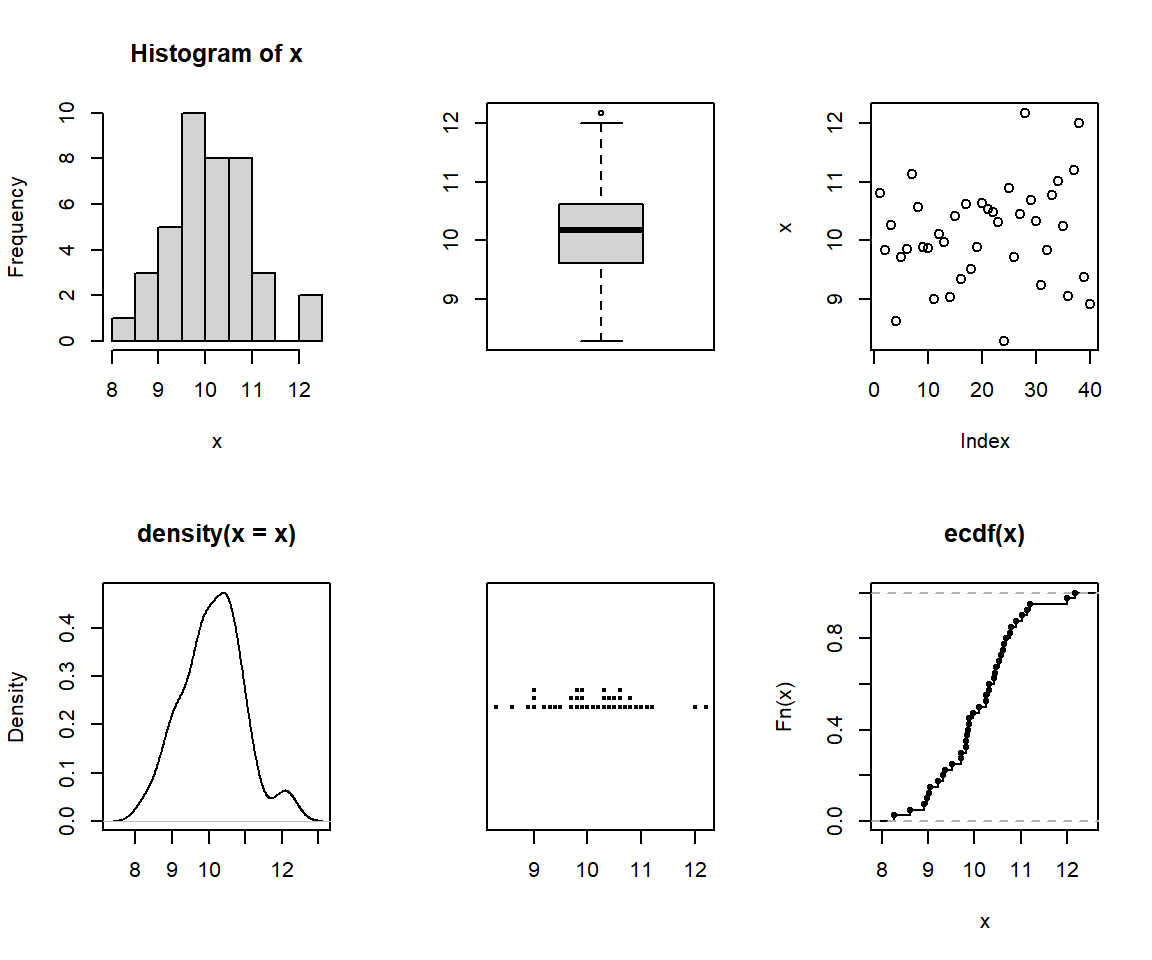 Histogram of x
Frequency
0 2 4 6 8 10
8 9 10 11 12
x
9 10 11 12
x
9 10 11 12
0 10 20 30 40
Index
density(x = x)
Density
0.0 0.1 0.2 0.3 0.4
8 9 10 12
9 10 11 12
ecdf(x)
Fn(x)
0.0 0.4 0.8
8 9 10 11 12
x